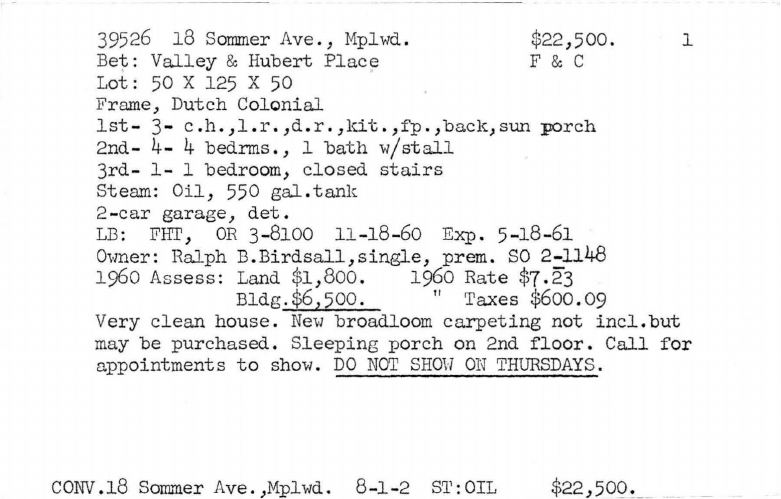 39526 18 Sommer Ave., Mplwd. $22,500. 1
Bet: Valley & Hubert Place F & C
Lot: 50 X 125 X 50
Frame, Dutch Colonial
1st- 3- c.h.,l.r.,d.r.,kit.,fp.,back,sun porch
2nd- 4- 4 bedrms., 1 bath w/stall
3rd- 1- 1 bedroom, closed stairs
Steam: Oil, 550 gal.tank
2-car garage, det.
LB: FHT, OR 3-8100 11-18-60 Exp. 5-18-61
Owner: Ralph B.Birdsall,single, prem. SO 2-1148
1960 Assess: Land $1,800. 1960 Rate $7.23
Bldg.$6,500. " Taxes $600.09
Very clean house. New broadloom carpeting not incl.but
may be purchased. Sleeping porch on 2nd floor. Call for
appointments to show. DO NOT SHOW ON THURSDAYS.
CONV.18 Sommer Ave.,Mplwd. 8-1-2 ST:OIL $22,500.